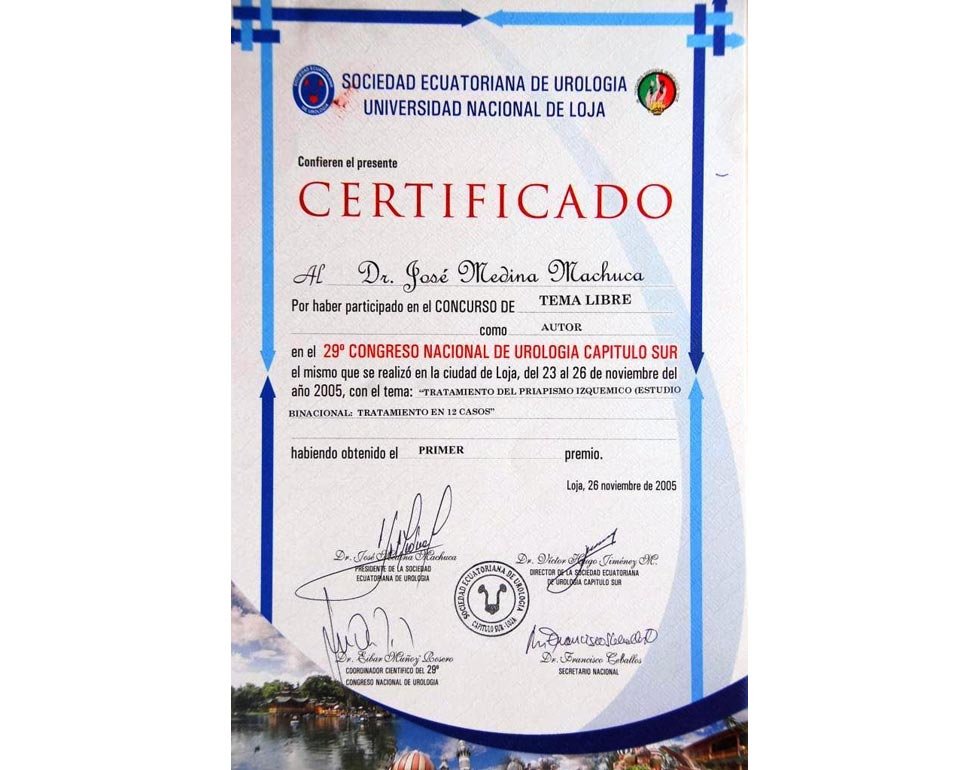 SOCIEDAD ECUATORIANA DE UROLOGIA
UNIVERSIDAD NACIONAL DE LOJA
Confieren el presente
CERTIFICADO
Al Dr. José Medina Machuca
Por haber participado en el CONCURSO DE TEMA LIBRE
como AUTOR
en el 29º CONGRESO NACIONAL DE UROLOGIA CAPITULO SUR
el mismo que se realizó en la ciudad de Loja, del 23 al 26 de noviembre del
año 2005, con el tema: "TRATAMIENTO DEL PRIAPISMO IZQUEMICO (ESTUDIO
BINACIONAL: TRATAMIENTO EN 12 CASOS"
habiendo obtenido el PRIMER premio.
Loja, 26 noviembre de 2005
Dr. José Medina Machuca
PRESIDENTE DE LA SOCIEDAD
ECUATORIANA DE UROLOGIA
Dr. Víctor Hugo Jiménez M.
DIRECTOR DE LA SOCIEDAD ECUATORIANA
DE UROLOGIA CAPITULO SUR
SOCIEDAD ECUATORIANA DE UROLOGIA
CAPITULO SUR - LOJA
Dr. Eibar Muñoz Rosero
COORDINADOR CIENTIFICO DEL 29º
CONGRESO NACIONAL DE UROLOGIA
Dr. Francisco Ceballos
SECRETARIO NACIONAL